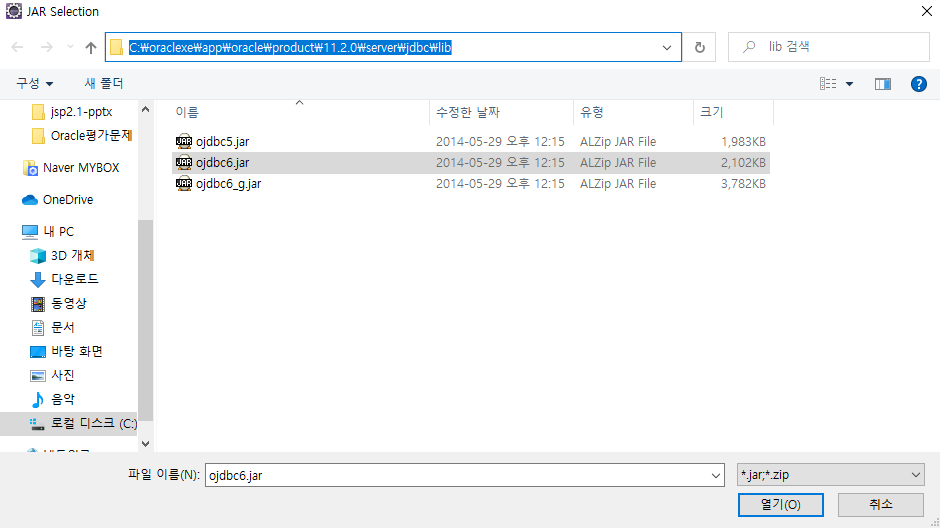 JAR Selection
C:₩oraclexe₩app₩oracle₩product₩11.2.0₩server₩jdbc₩lib
lib 검색
구성
새 폴더
jsp2.1-pptx
Oracle평가문제
Naver MYBOX
OneDrive
내 PC
3D 개체
다운로드
동영상
문서
바탕 화면
사진
음악
로컬 디스크 (C:)
이름 수정한 날짜 유형 크기
ojdbc5.jar 2014-05-29 오후 12:15 ALZip JAR File 1,983KB
ojdbc6.jar 2014-05-29 오후 12:15 ALZip JAR File 2,102KB
ojdbc6_g.jar 2014-05-29 오후 12:15 ALZip JAR File 3,782KB
파일 이름(N): ojdbc6.jar
*.jar;*.zip
열기(O)
취소